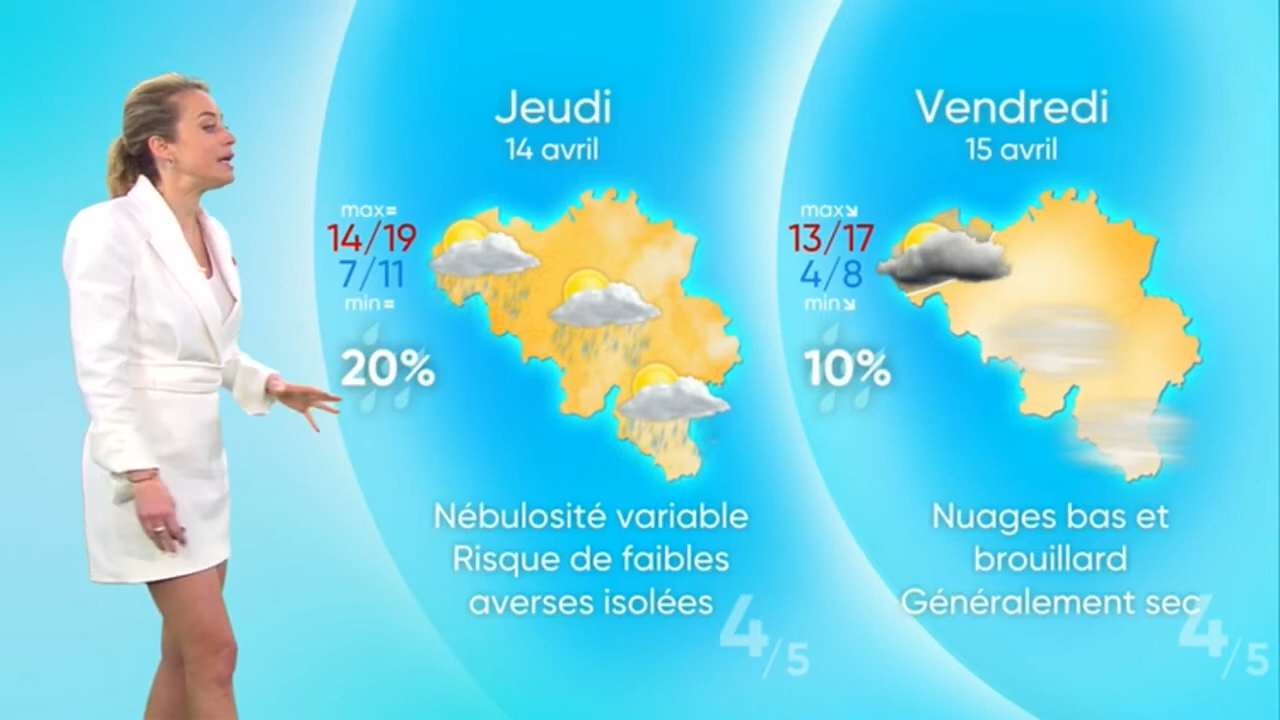 Jeudi
14 avril
max=
14/19
7/11
min=
20%
Nébulosité variable
Risque de faibles
averses isolées
4/5
Vendredi
15 avril
max↘
13/17
4/8
min↘
10%
Nuages bas et
brouillard
Généralement sec
4/5